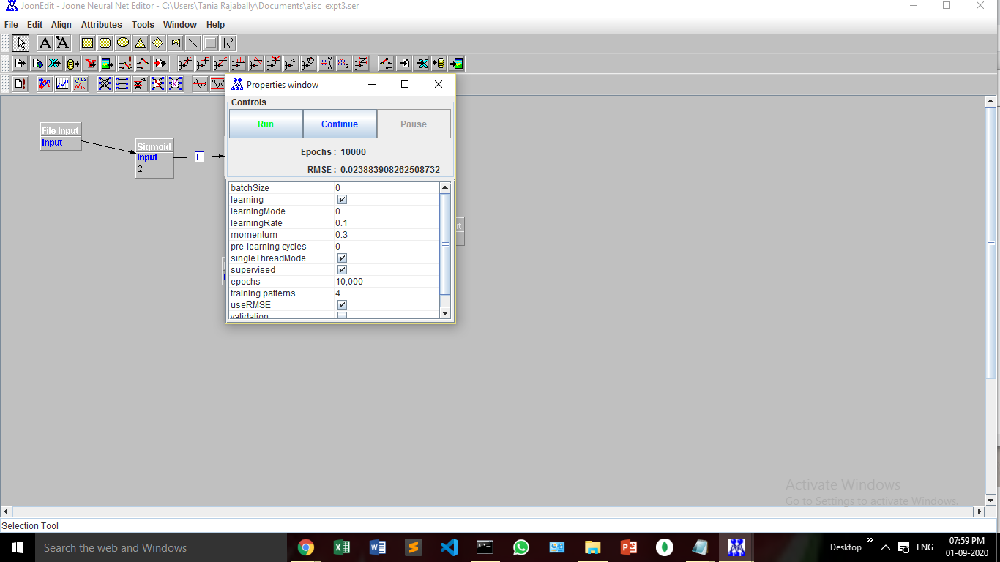 JoonEdit - Joone Neural Net Editor - C:\Users\Tania Rajabally\Documents\aisc_expt3.ser
File Edit Align Attributes Tools Window Help
A A
VIS
S K
Properties window
Controls
Run Continue Pause
Epochs : 10000
RMSE : 0.023883908262508732
batchSize 0
learning
learningMode 0
learningRate 0.1
momentum 0.3
pre-learning cycles 0
singleThreadMode
supervised
epochs 10,000
training patterns 4
useRMSE
validation
File Input
Input
Sigmoid
Input
2
F
ut
Activate Windows
Go to Settings to activate Windows.
Selection Tool
Search the web and Windows
Desktop
ENG
07:59 PM
01-09-2020